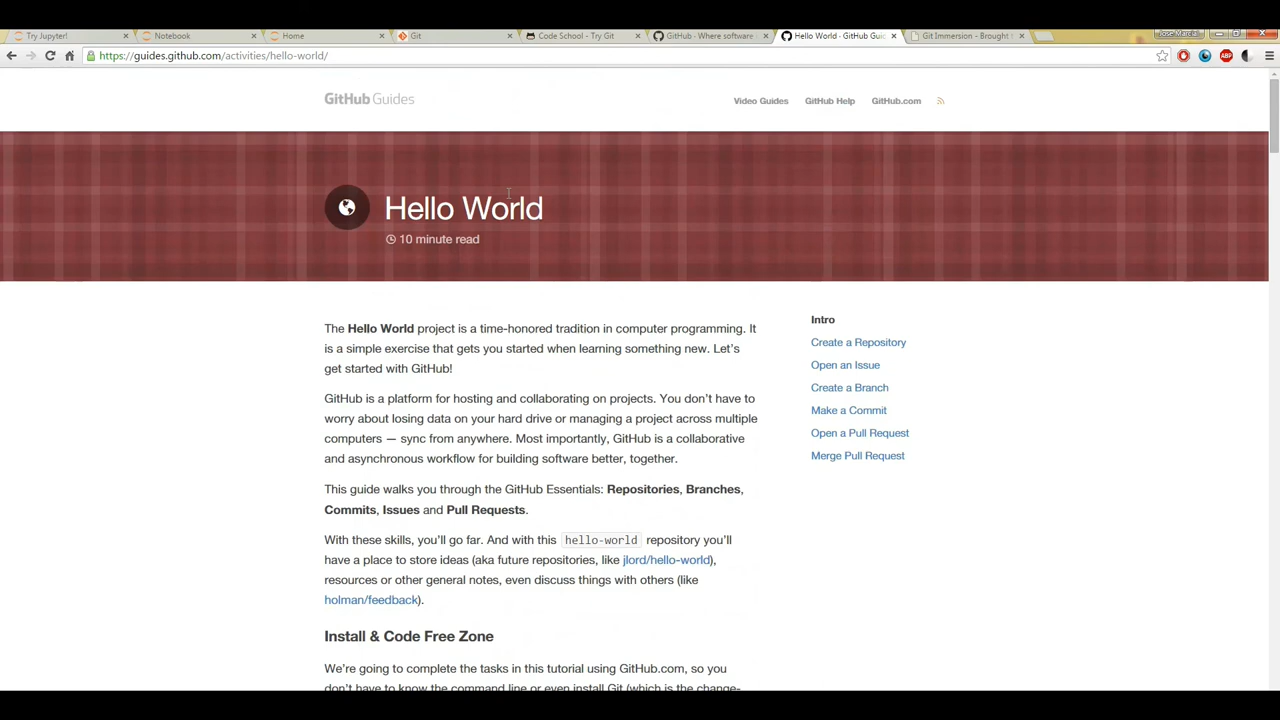 Try Jupyter!
Notebook
Home
Git
Code School - Try Git
GitHub · Where software
Hello World · GitHub Guid
Git Immersion - Brought t
Jose Marcial
https://guides.github.com/activities/hello-world/
ABP
GitHub Guides
Video Guides
GitHub Help
GitHub.com
Hello World
10 minute read
The Hello World project is a time-honored tradition in computer programming. It
is a simple exercise that gets you started when learning something new. Let’s
get started with GitHub!
GitHub is a platform for hosting and collaborating on projects. You don’t have to
worry about losing data on your hard drive or managing a project across multiple
computers — sync from anywhere. Most importantly, GitHub is a collaborative
and asynchronous workflow for building software better, together.
This guide walks you through the GitHub Essentials: Repositories, Branches,
Commits, Issues and Pull Requests.
With these skills, you’ll go far. And with this hello-world repository you’ll
have a place to store ideas (aka future repositories, like jlord/hello-world),
resources or other general notes, even discuss things with others (like
holman/feedback).
Install & Code Free Zone
We’re going to complete the tasks in this tutorial using GitHub.com, so you
don’t have to know the command line or even install Git (which is the change-
Intro
Create a Repository
Open an Issue
Create a Branch
Make a Commit
Open a Pull Request
Merge Pull Request